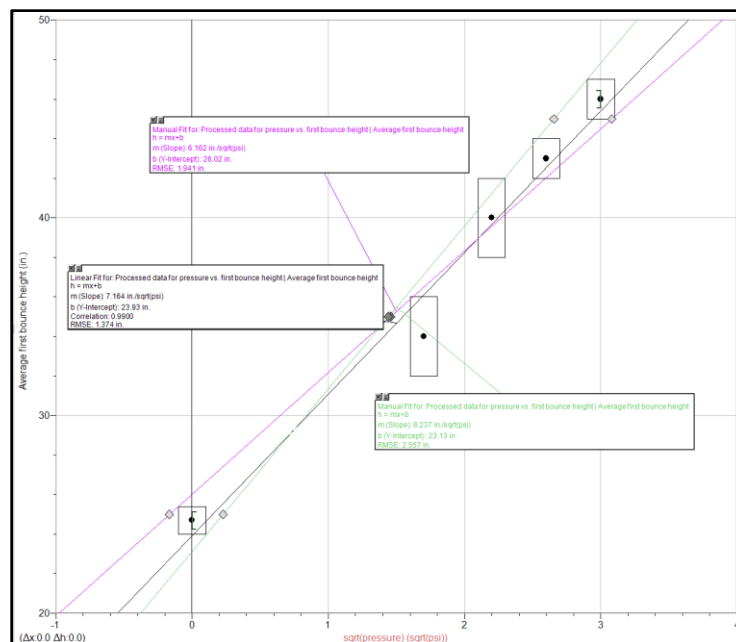 50
Manual Fit for: Processed data for pressure vs. first bounce height | Average first bounce height
h = mx+b
m (Slope): 6.162 in./sqrt(psi)
b (Y-Intercept): 26.02 in.
RMSE: 1.941 in.
40
Average first bounce height (in.)
Linear Fit for: Processed data for pressure vs. first bounce height | Average first bounce height
h = mx+b
m (Slope): 7.164 in./sqrt(psi)
b (Y-Intercept): 23.93 in.
Correlation: 0.9900
RMSE: 1.374 in.
Manual Fit for: Processed data for pressure vs. first bounce height | Average first bounce height
h = mx+b
m (Slope): 8.237 in./sqrt(psi)
b (Y-Intercept): 23.13 in.
RMSE: 2.557 in.
30
20
-1 0 1 2 3 4
(Δx:0.0 Δh:0.0) sqrt(pressure) (sqrt(psi))